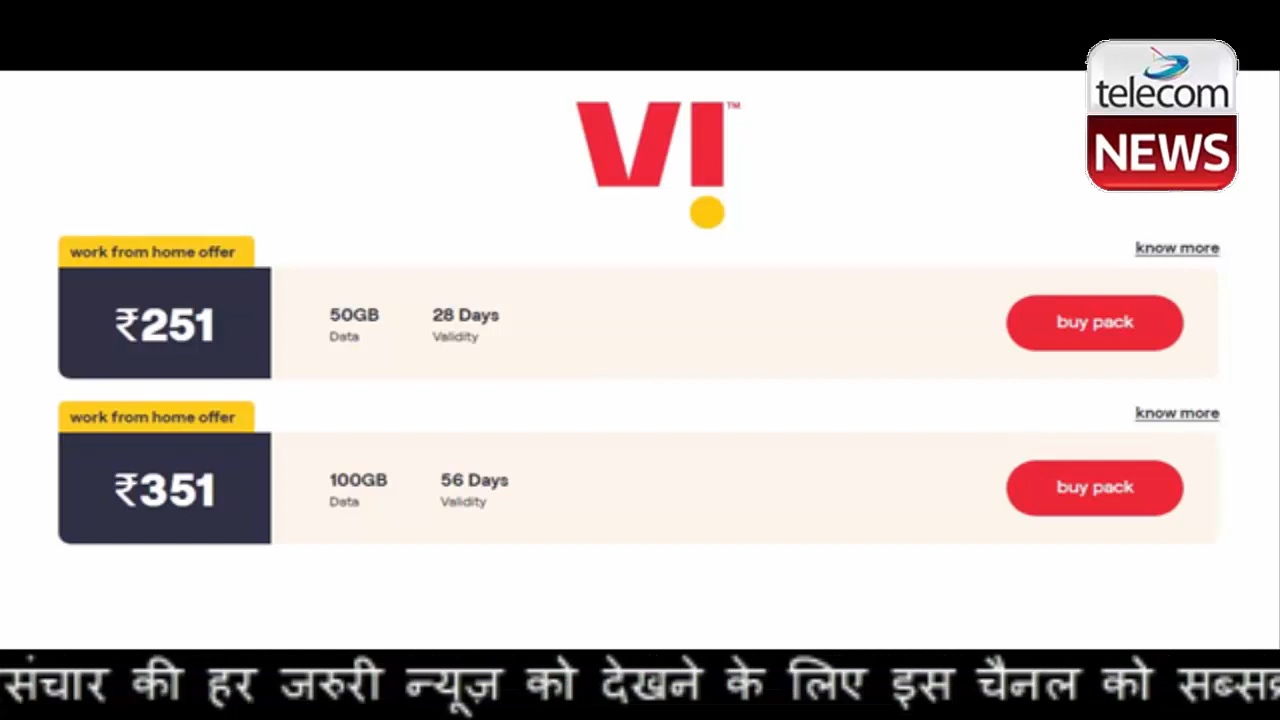 telecom
NEWS
VI™
work from home offer
know more
₹251
50GB
Data
28 Days
Validity
buy pack
work from home offer
know more
₹351
100GB
Data
56 Days
Validity
buy pack
संचार की हर जरुरी न्यूज़ को देखने के लिए इस चैनल को